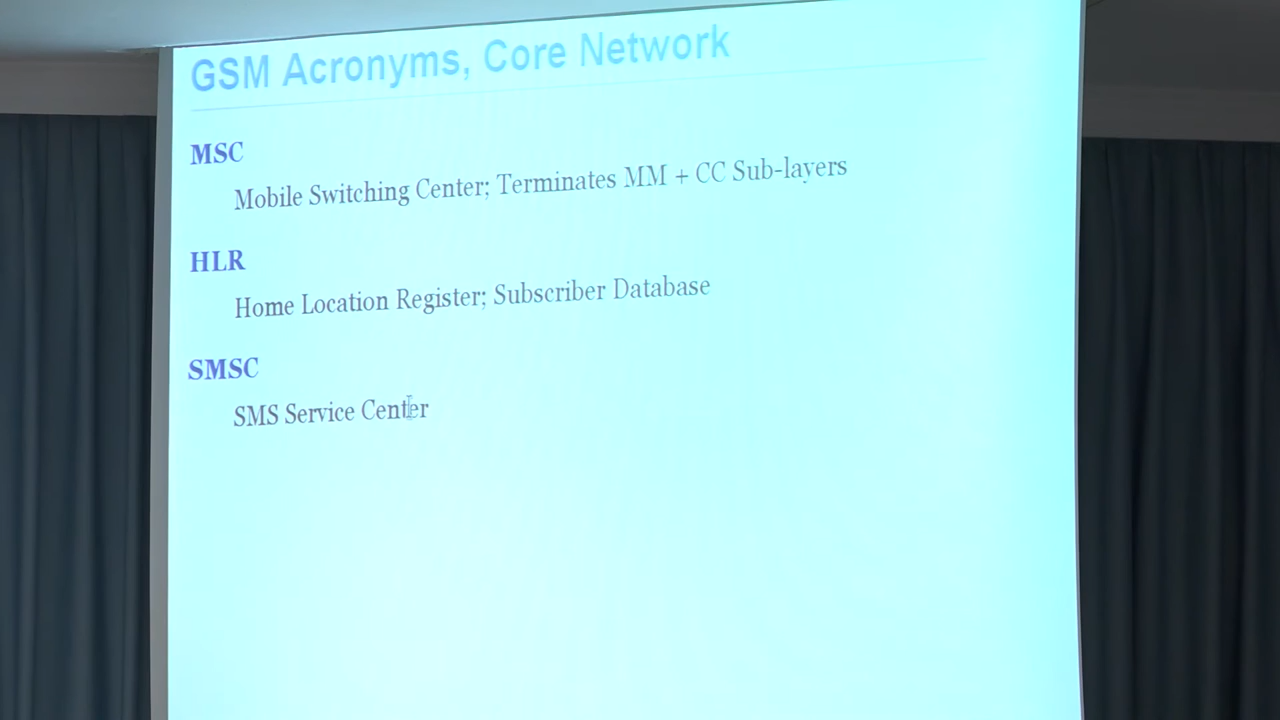 GSM Acronyms, Core Network
MSC
Mobile Switching Center; Terminates MM + CC Sub-layers
HLR
Home Location Register; Subscriber Database
SMSC
SMS Service Center